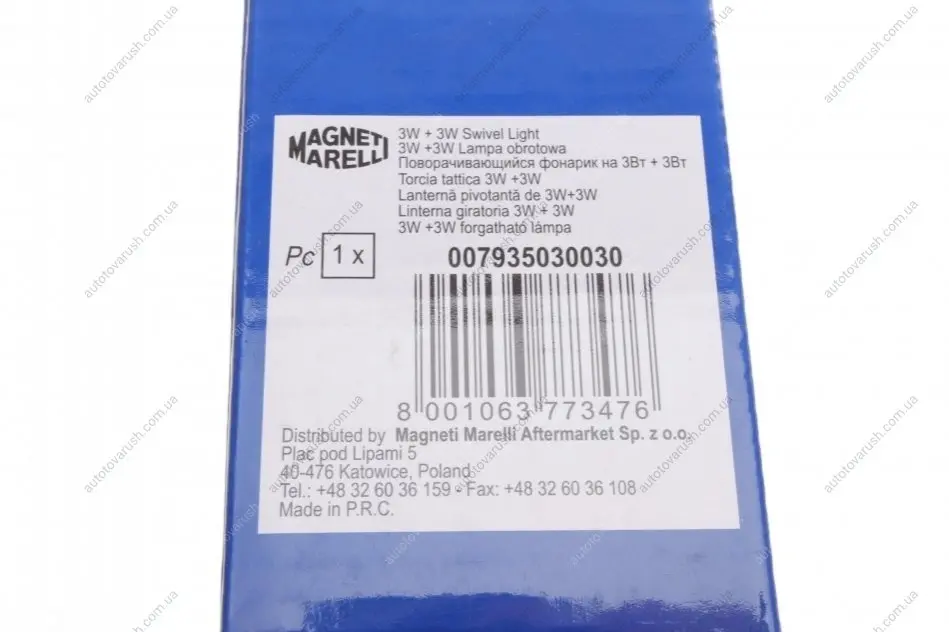 MAGNETI
MARELLI
3W + 3W Swivel Light
3W +3W Lampa obrotowa
Поворачивающийся фонарик на 3Вт + 3Вт
Torcia tattica 3W +3W
Lanternă pivotantă de 3W+3W
Linterna giratoria 3W + 3W
3W +3W forgatható lámpa
Pc 1 x
007935030030
8 001063 773476
Distributed by Magneti Marelli Aftermarket Sp. z o.o.
Plac pod Lipami 5
40-476 Katowice, Poland
Tel.: +48 32 60 36 159 - Fax: +48 32 60 36 108
Made in P.R.C.
autotovarush.com.ua